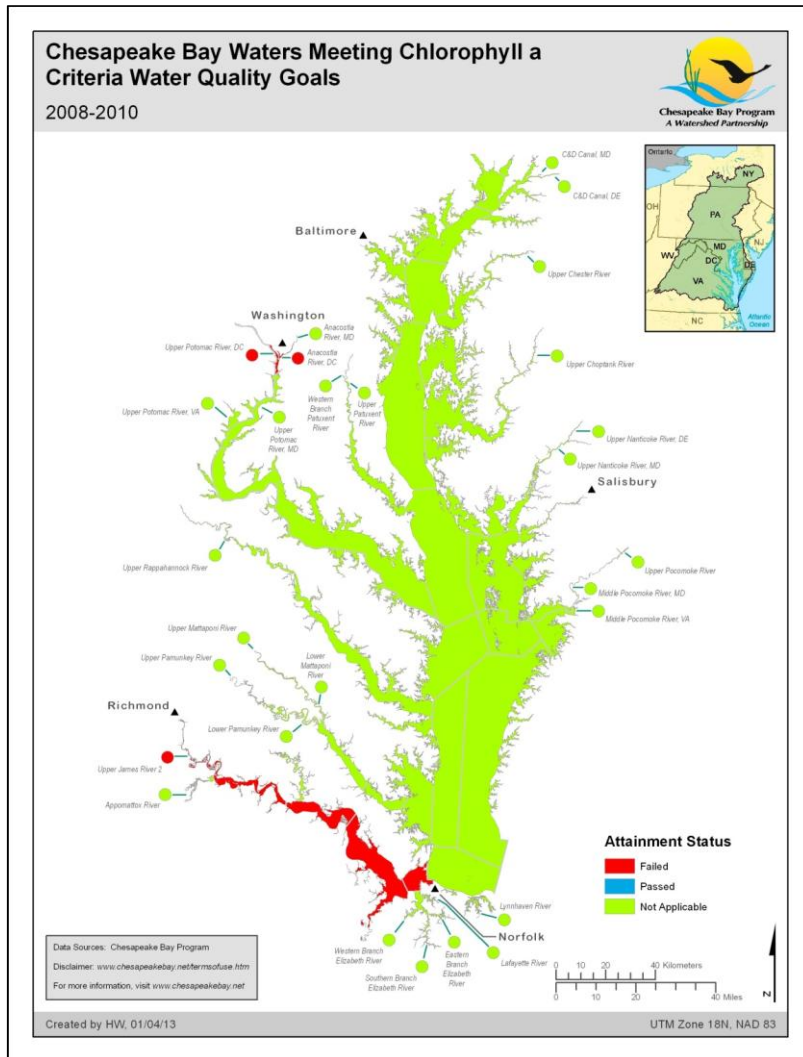 Chesapeake Bay Waters Meeting Chlorophyll a
Criteria Water Quality Goals
2008-2010
Chesapeake Bay Program
A Watershed Partnership
C&D Canal, MD
C&D Canal, DE
Ontario
NY
OH
PA
NJ
MD
WV
DC
DE
VA
NC
Atlantic
Ocean
Baltimore
Upper Chester River
Washington
Anacostia
River, MD
Upper Potomac River, DC
Anacostia
River, DC
Upper Choptank River
Western
Branch
Patuxent
River
Upper
Patuxent
River
Upper Potomac River, VA
Upper
Potomac
River, MD
Upper Nanticoke River, DE
Upper Nanticoke River, MD
Salisbury
Upper Rappahannock River
Upper Pocomoke River
Middle Pocomoke River, MD
Middle Pocomoke River, VA
Upper Mattaponi River
Lower
Mattaponi
River
Upper Pamunkey River
Richmond
Lower Pamunkey River
Upper James River 2
Appomattox River
Attainment Status
Failed
Passed
Not Applicable
Lynnhaven River
Norfolk
Lafayette River
Western Branch
Elizabeth River
Southern Branch
Elizabeth River
Eastern
Branch
Elizabeth
River
Data Sources: Chesapeake Bay Program
Disclaimer: www.chesapeakebay.net/termsofuse.htm
For more information, visit www.chesapeakebay.net
0 10 20 40 Kilometers
0 10 20 40 Miles
N
Created by HW, 01/04/13
UTM Zone 18N, NAD 83